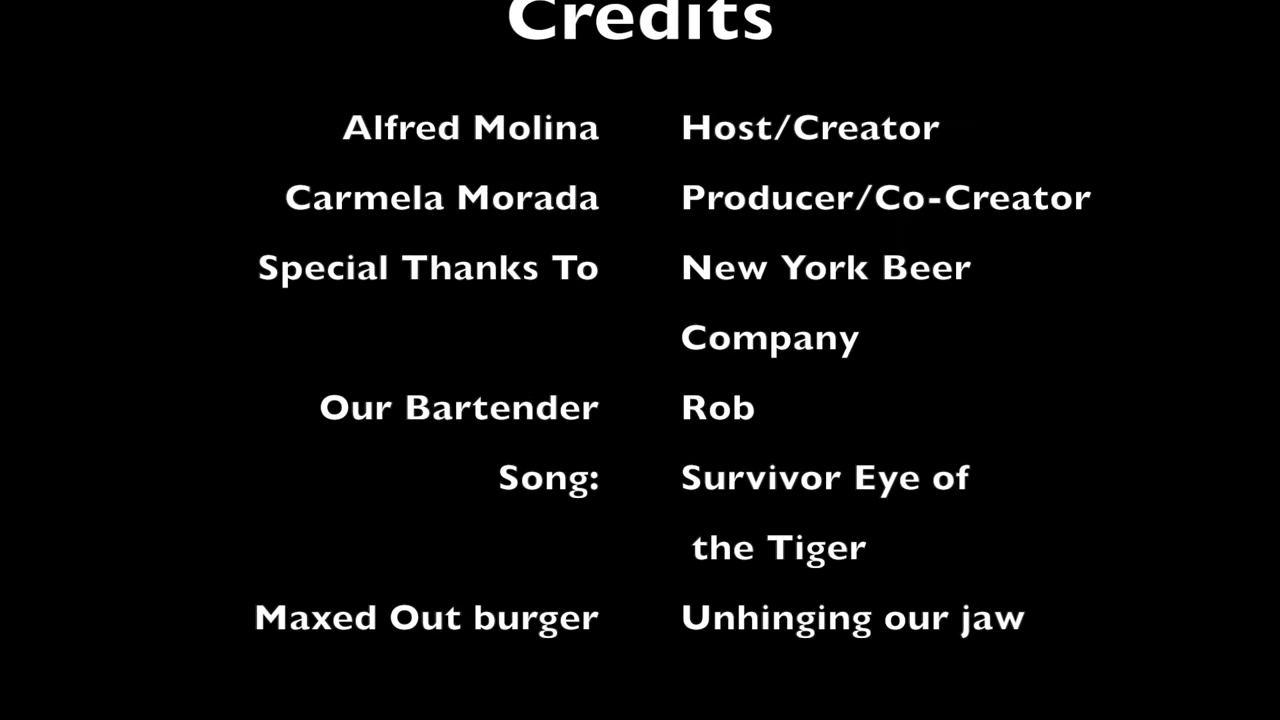 Credits
Alfred Molina Host/Creator
Carmela Morada Producer/Co-Creator
Special Thanks To New York Beer
Company
Our Bartender Rob
Song: Survivor Eye of
the Tiger
Maxed Out burger Unhinging our jaw